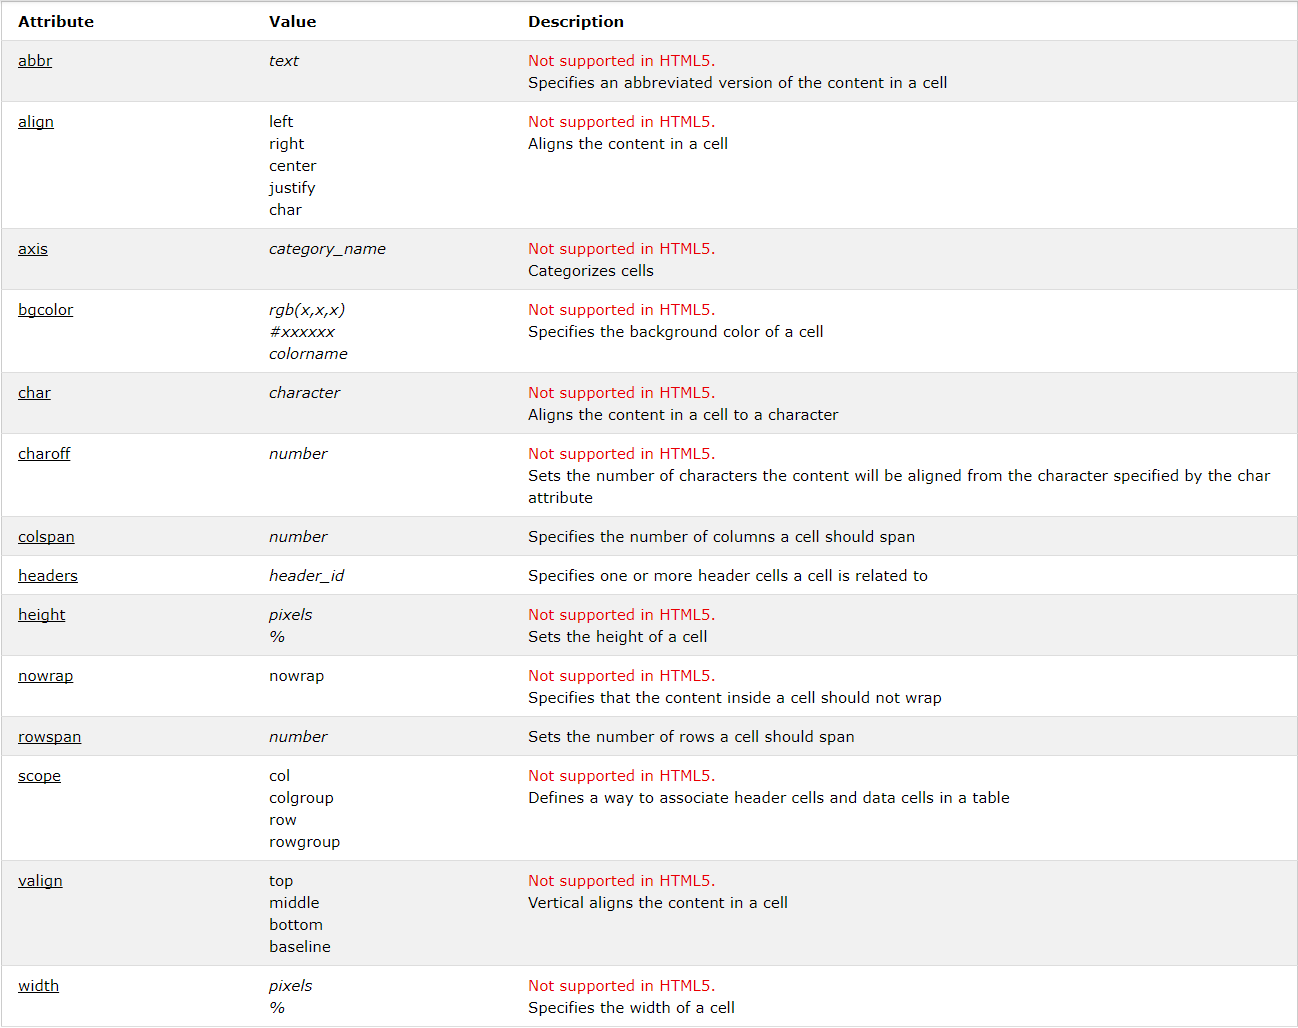 Attribute Value Description
abbr text Not supported in HTML5.
Specifies an abbreviated version of the content in a cell
align left Not supported in HTML5.
right Aligns the content in a cell
center
justify
char
axis category_name Not supported in HTML5.
Categorizes cells
bgcolor rgb(x,x,x) Not supported in HTML5.
#xxxxxx Specifies the background color of a cell
colorname
char character Not supported in HTML5.
Aligns the content in a cell to a character
charoff number Not supported in HTML5.
Sets the number of characters the content will be aligned from the character specified by the char
attribute
colspan number Specifies the number of columns a cell should span
headers header_id Specifies one or more header cells a cell is related to
height pixels Not supported in HTML5.
% Sets the height of a cell
nowrap nowrap Not supported in HTML5.
Specifies that the content inside a cell should not wrap
rowspan number Sets the number of rows a cell should span
scope col Not supported in HTML5.
colgroup Defines a way to associate header cells and data cells in a table
row
rowgroup
valign top Not supported in HTML5.
middle Vertical aligns the content in a cell
bottom
baseline
width pixels Not supported in HTML5.
% Specifies the width of a cell